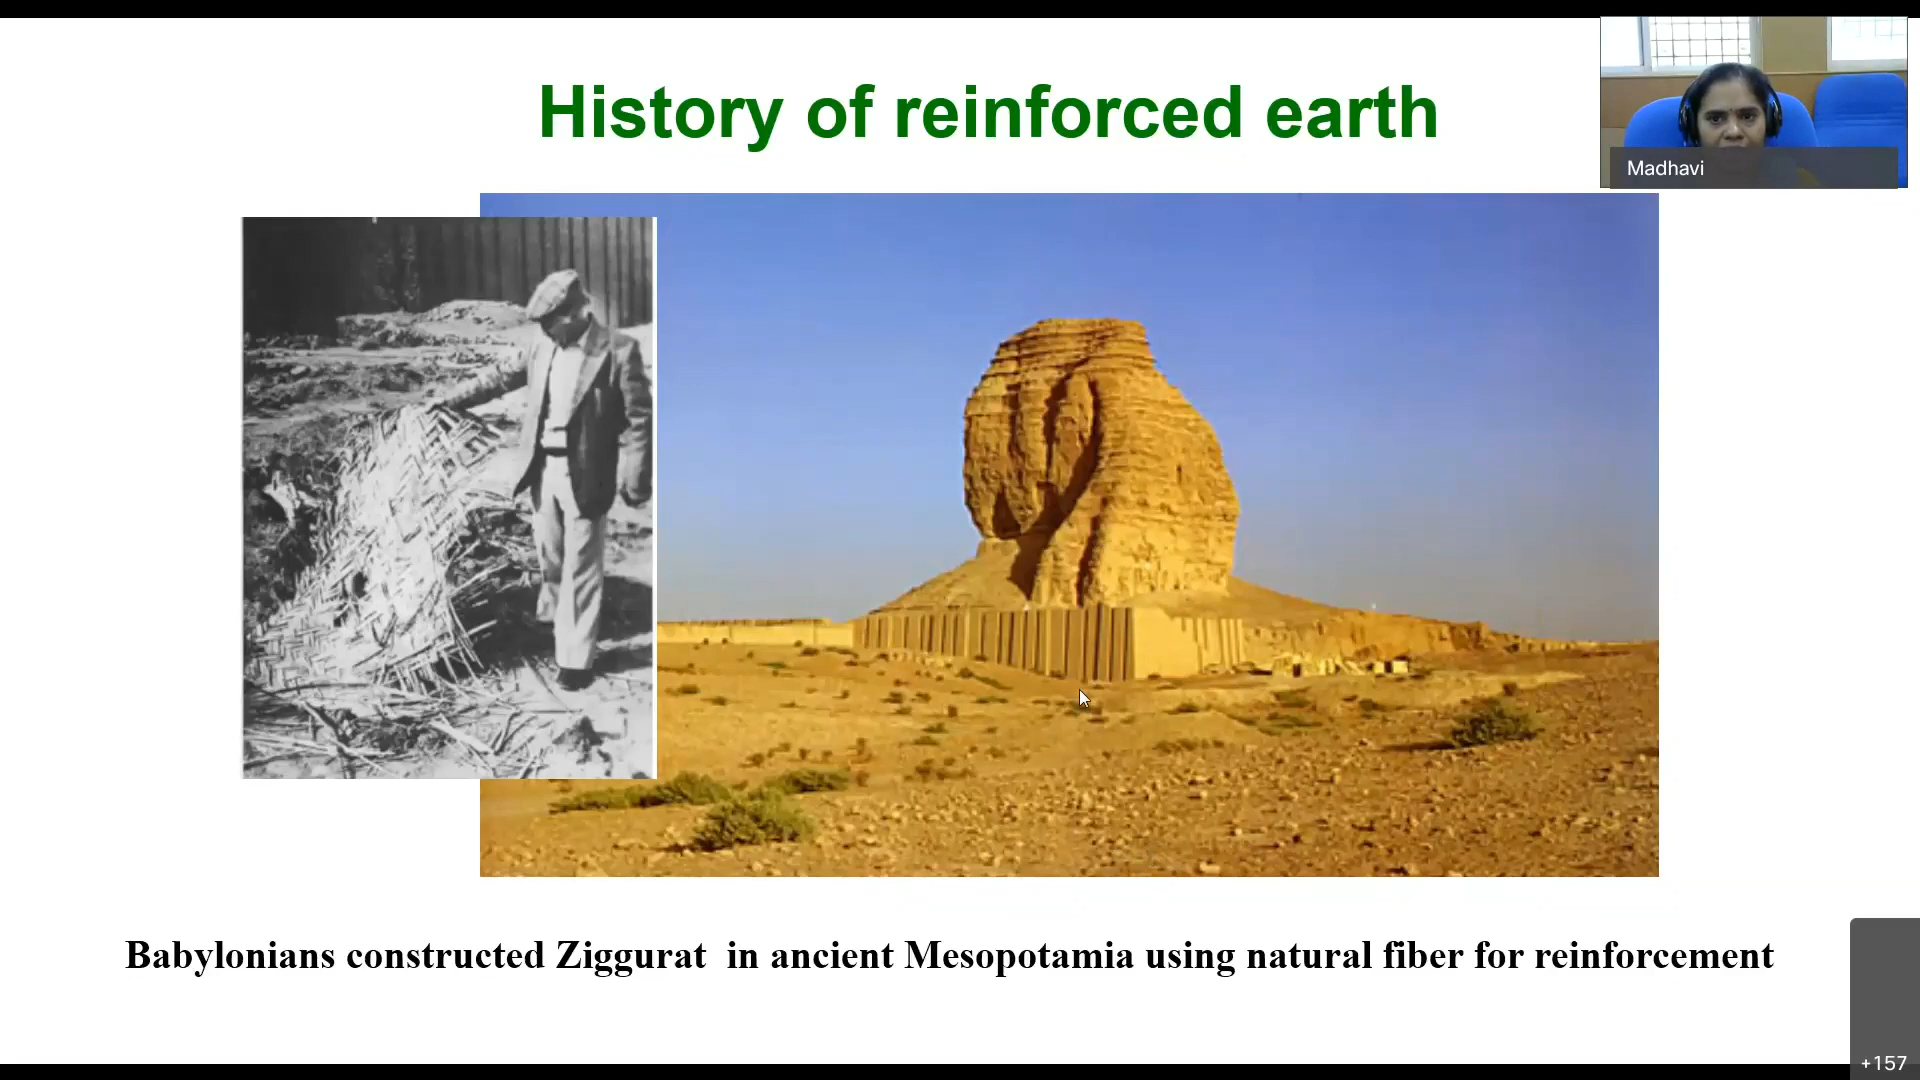 History of reinforced earth
Madhavi
Babylonians constructed Ziggurat  in ancient Mesopotamia using natural fiber for reinforcement
+157